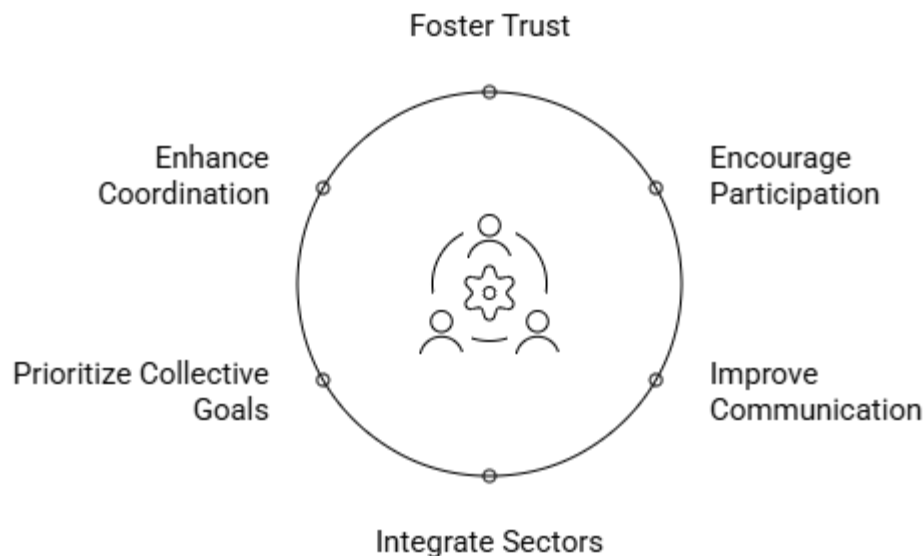 Foster Trust
Enhance
Coordination
Encourage
Participation
Prioritize Collective
Goals
Improve
Communication
Integrate Sectors